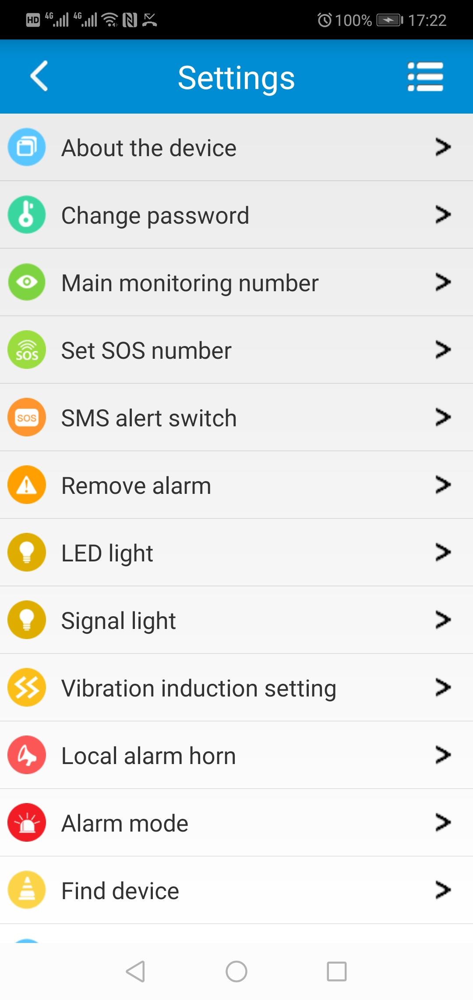 HD 4G 4G 100% 17:22
Settings
About the device
Change password
Main monitoring number
SOS Set SOS number
SOS SMS alert switch
Remove alarm
LED light
Signal light
Vibration induction setting
Local alarm horn
Alarm mode
Find device